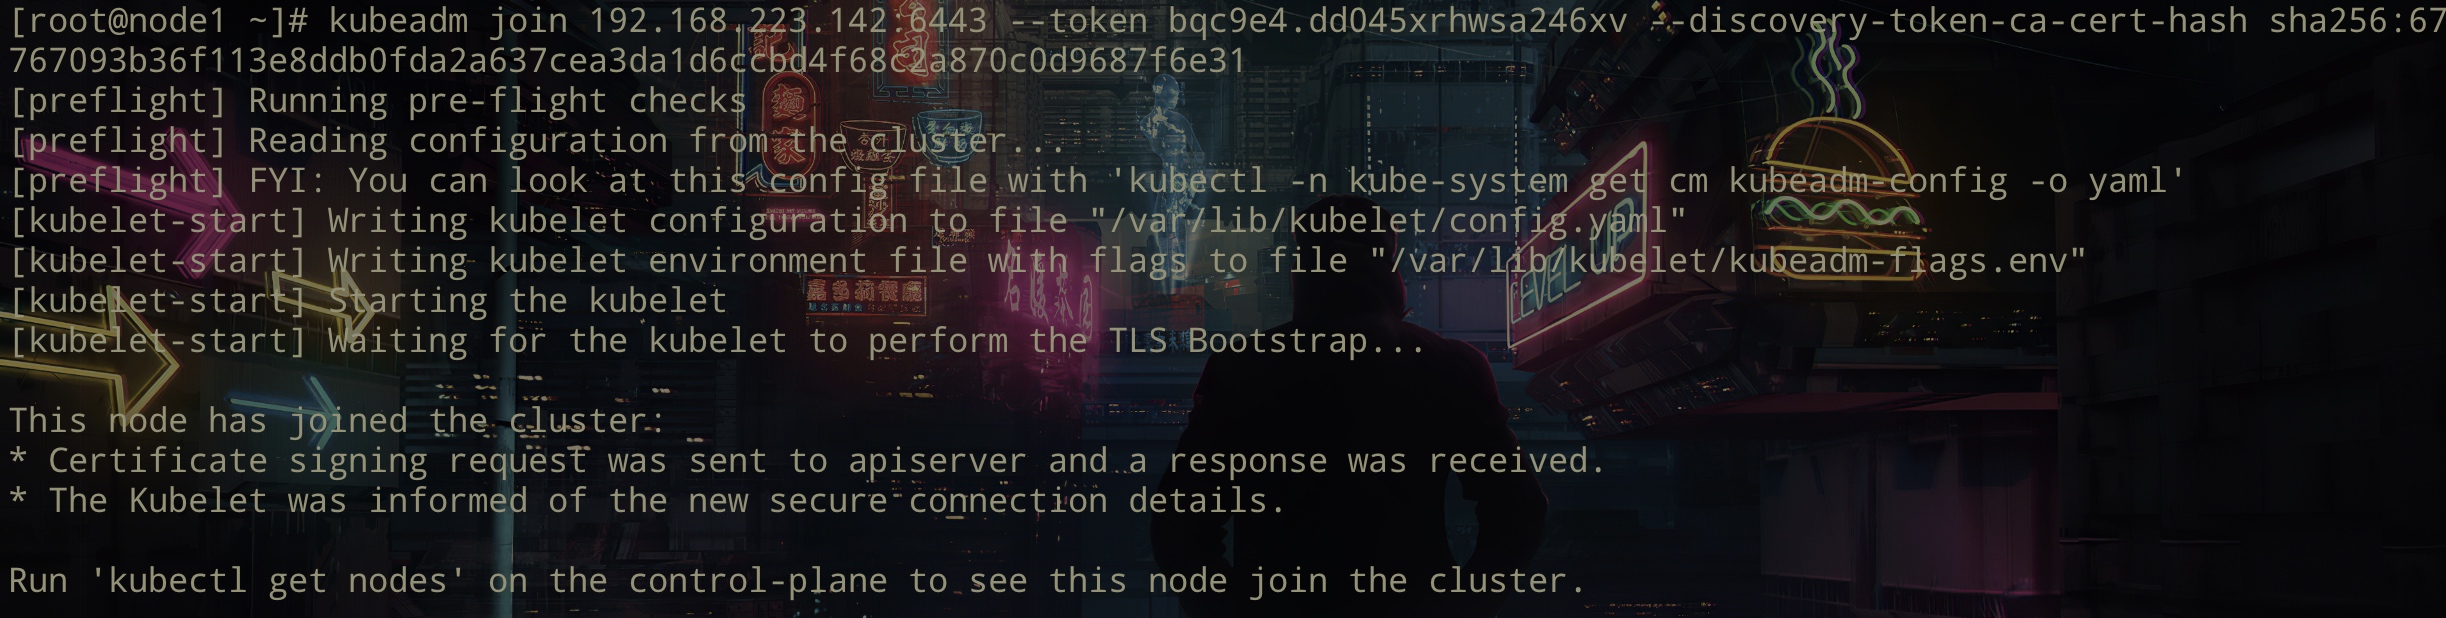 [root@node1 ~]# kubeadm join 192.168.223.142:6443 --token bqc9e4.dd045xrhwsa246xv --discovery-token-ca-cert-hash sha256:67
767093b36f113e8ddb0fda2a637cea3da1d6ccbd4f68c2a870c0d9687f6e31
[preflight] Running pre-flight checks
[preflight] Reading configuration from the cluster...
[preflight] FYI: You can look at this config file with 'kubectl -n kube-system get cm kubeadm-config -o yaml'
[kubelet-start] Writing kubelet configuration to file "/var/lib/kubelet/config.yaml"
[kubelet-start] Writing kubelet environment file with flags to file "/var/lib/kubelet/kubeadm-flags.env"
[kubelet-start] Starting the kubelet
[kubelet-start] Waiting for the kubelet to perform the TLS Bootstrap...
This node has joined the cluster:
* Certificate signing request was sent to apiserver and a response was received.
* The Kubelet was informed of the new secure connection details.
Run 'kubectl get nodes' on the control-plane to see this node join the cluster.
LEVEL UP